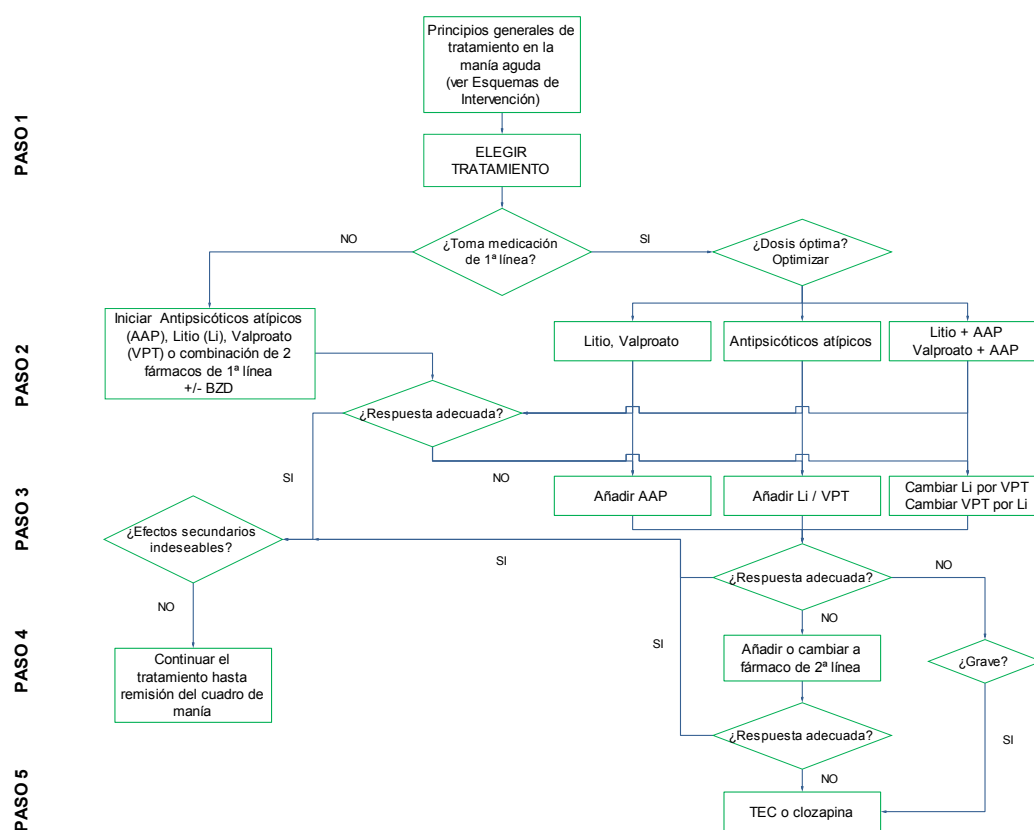 Principios generales de
tratamiento en la
manía aguda
(ver Esquemas de
Intervención)
PASO 1
ELEGIR
TRATAMIENTO
NO
¿Toma medicación
de 1ª línea?
SI
¿Dosis óptima?
Optimizar
PASO 2
Iniciar Antipsicóticos atípicos
(AAP), Litio (Li), Valproato
(VPT) o combinación de 2
fármacos de 1ª línea
+/- BZD
Litio, Valproato
Antipsicóticos atípicos
Litio + AAP
Valproato + AAP
¿Respuesta adecuada?
SI
NO
PASO 3
Añadir AAP
Añadir Li / VPT
Cambiar Li por VPT
Cambiar VPT por Li
¿Efectos secundarios
indeseables?
SI
¿Respuesta adecuada?
NO
NO
NO
PASO 4
Continuar el
tratamiento hasta
remisión del cuadro de
manía
SI
Añadir o cambiar a
fármaco de 2ª línea
¿Grave?
¿Respuesta adecuada?
SI
NO
PASO 5
TEC o clozapina